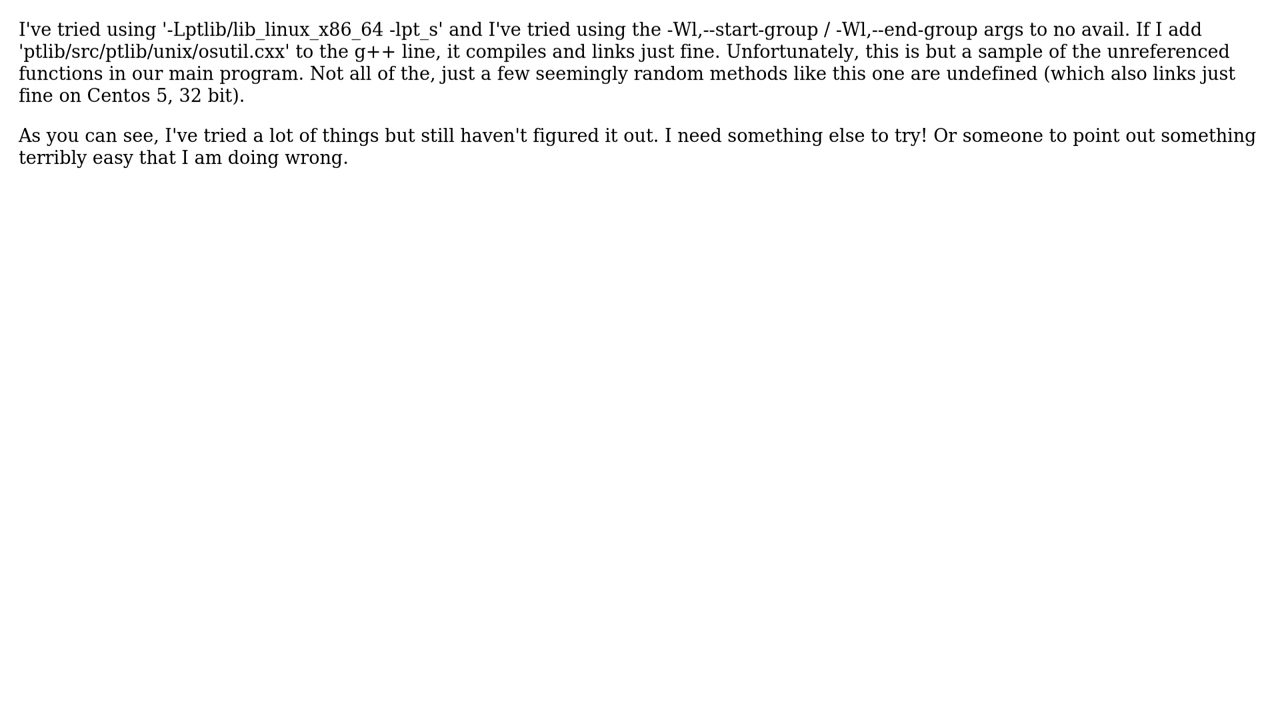 I've tried using '-Lptlib/lib_linux_x86_64 -lpt_s' and I've tried using the -Wl,--start-group / -Wl,--end-group args to no avail. If I add
'ptlib/src/ptlib/unix/osutil.cxx' to the g++ line, it compiles and links just fine. Unfortunately, this is but a sample of the unreferenced
functions in our main program. Not all of the, just a few seemingly random methods like this one are undefined (which also links just
fine on Centos 5, 32 bit).
As you can see, I've tried a lot of things but still haven't figured it out. I need something else to try! Or someone to point out something
terribly easy that I am doing wrong.